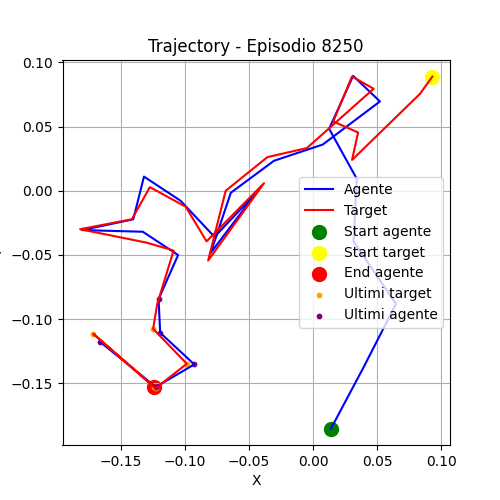 Trajectory - Episodio 8250
0.10
0.05
0.00
−0.05
−0.10
−0.15
Agente
Target
Start agente
Start target
End agente
Ultimi target
Ultimi agente
−0.15 −0.10 −0.05 0.00 0.05 0.10
X